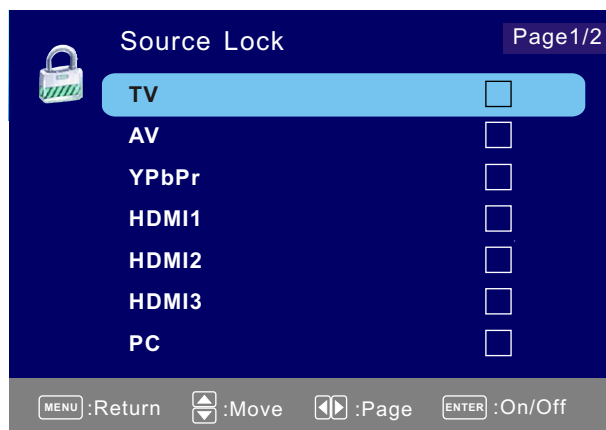 Source Lock Page1/2
TV
AV
YPbPr
HDMI1
HDMI2
HDMI3
PC
MENU :Return :Move :Page ENTER :On/Off